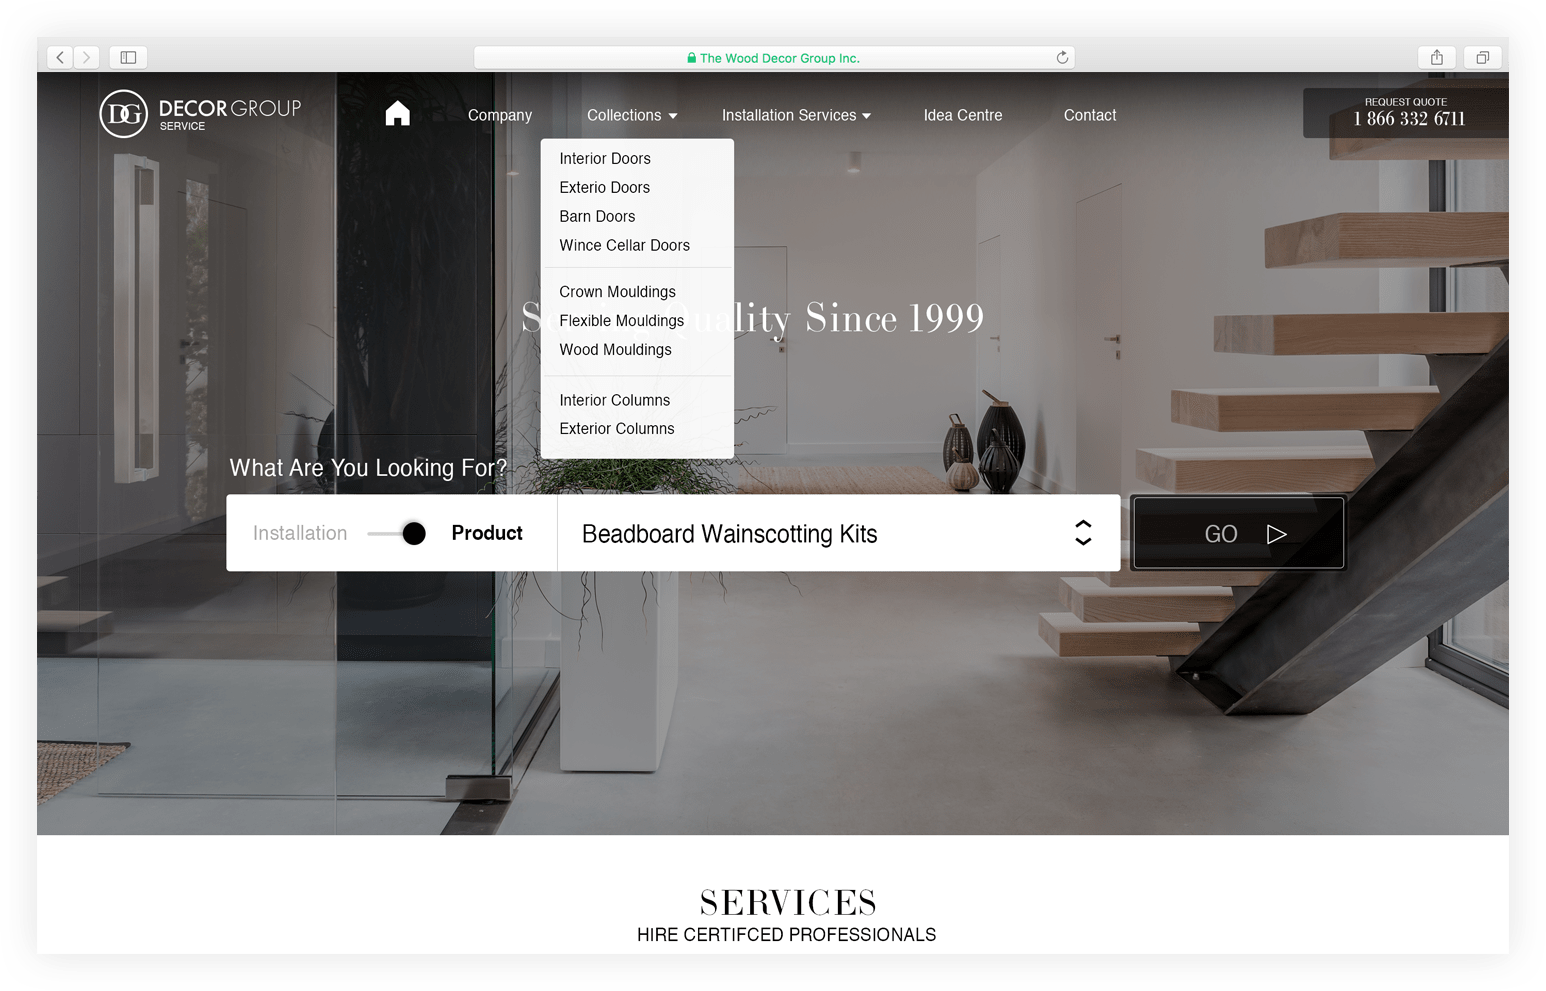 The Wood Decor Group Inc.
DG DECOR GROUP
SERVICE
Company
Collections
Installation Services
Idea Centre
Contact
REQUEST QUOTE
1 866 332 6711
Interior Doors
Exterio Doors
Barn Doors
Wince Cellar Doors
Crown Mouldings
Flexible Mouldings
Wood Mouldings
Interior Columns
Exterior Columns
Quality Since 1999
What Are You Looking For?
Installation
Product
Beadboard Wainscotting Kits
GO
SERVICES
HIRE CERTIFCED PROFESSIONALS